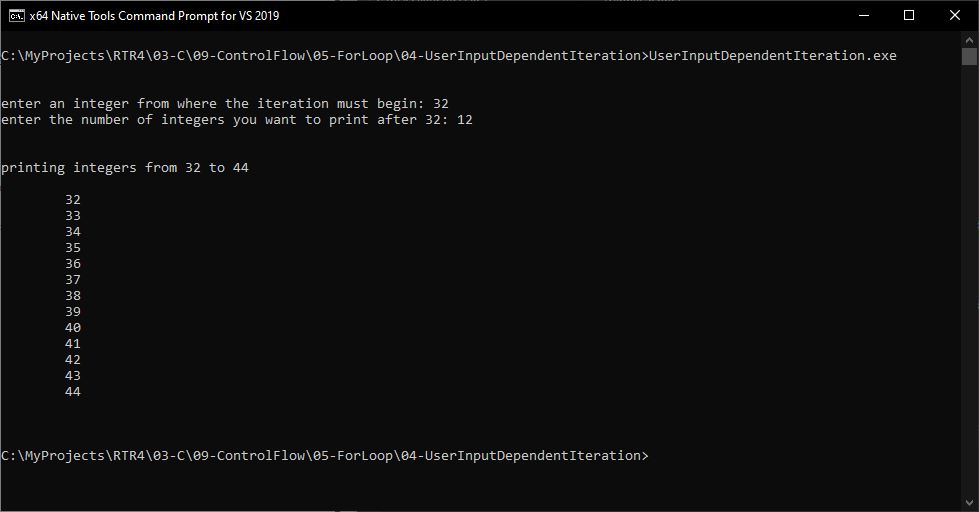 x64 Native Tools Command Prompt for VS 2019
C:\MyProjects\RTR4\03-C\09-ControlFlow\05-ForLoop\04-UserInputDependentIteration>UserInputDependentIteration.exe
enter an integer from where the iteration must begin: 32
enter the number of integers you want to print after 32: 12
printing integers from 32 to 44
32
33
34
35
36
37
38
39
40
41
42
43
44
C:\MyProjects\RTR4\03-C\09-ControlFlow\05-ForLoop\04-UserInputDependentIteration>